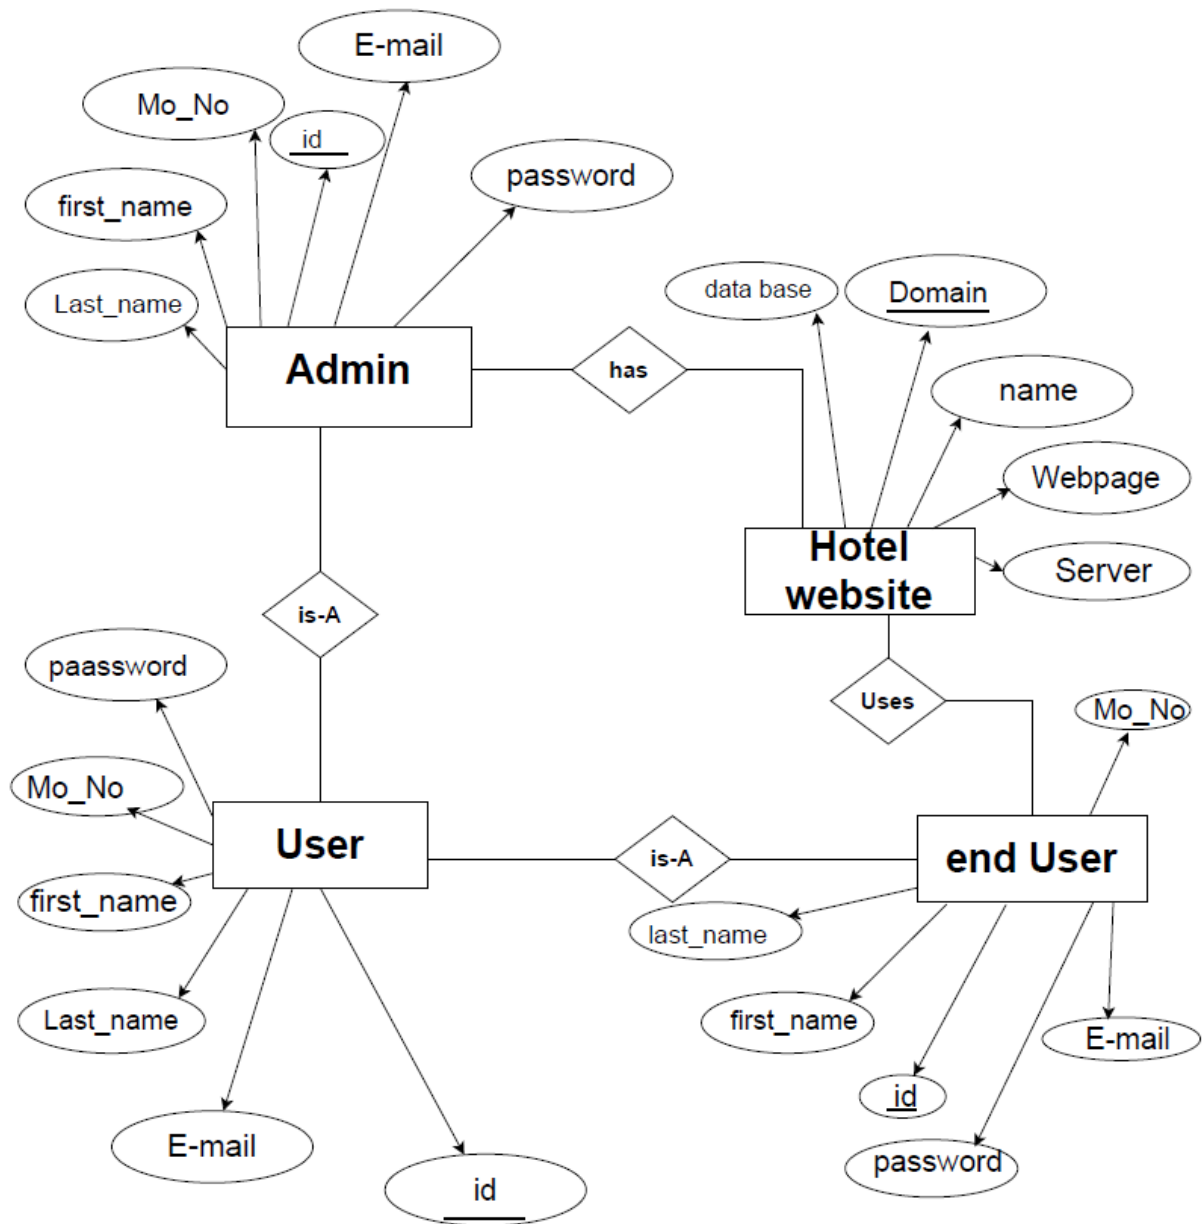 E-mail
Mo_No
id
password
first_name
Last_name
Admin
has
data base
Domain
name
Webpage
Server
Hotel
website
is-A
Uses
paassword
Mo_No
Mo_No
User
is-A
end User
first_name
last_name
Last_name
first_name
E-mail
id
E-mail
password
id